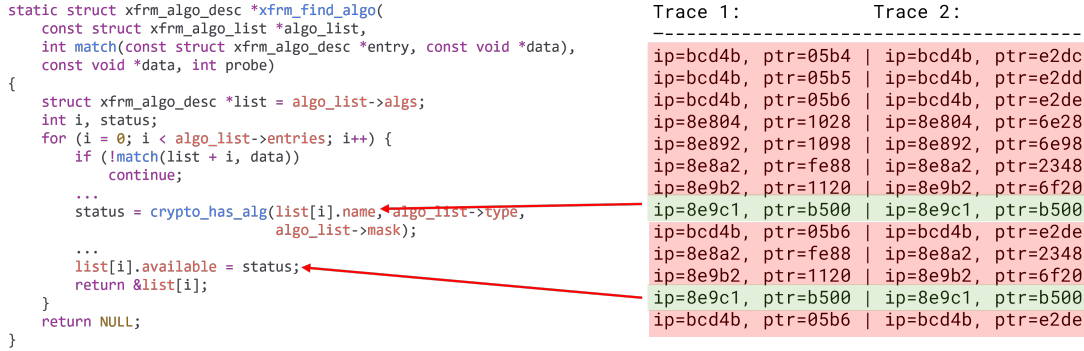 static struct xfrm_algo_desc *xfrm_find_algo(
    const struct xfrm_algo_list *algo_list,
    int match(const struct xfrm_algo_desc *entry, const void *data),
    const void *data, int probe)
{
    struct xfrm_algo_desc *list = algo_list->algs;
    int i, status;
    for (i = 0; i < algo_list->entries; i++) {
        if (!match(list + i, data))
            continue;
        ...
        status = crypto_has_alg(list[i].name, algo_list->type,
                                algo_list->mask);
        ...
        list[i].available = status;
        return &list[i];
    }
    return NULL;
}
Trace 1:          Trace 2:
----------------------------------
ip=bcd4b, ptr=05b4 | ip=bcd4b, ptr=e2dc
ip=bcd4b, ptr=05b5 | ip=bcd4b, ptr=e2dd
ip=bcd4b, ptr=05b6 | ip=bcd4b, ptr=e2de
ip=8e804, ptr=1028 | ip=8e804, ptr=6e28
ip=8e892, ptr=1098 | ip=8e892, ptr=6e98
ip=8e8a2, ptr=fe88 | ip=8e8a2, ptr=2348
ip=8e9b2, ptr=1120 | ip=8e9b2, ptr=6f20
ip=8e9c1, ptr=b500 | ip=8e9c1, ptr=b500
ip=bcd4b, ptr=05b6 | ip=bcd4b, ptr=e2de
ip=8e8a2, ptr=fe88 | ip=8e8a2, ptr=2348
ip=8e9b2, ptr=1120 | ip=8e9b2, ptr=6f20
ip=8e9c1, ptr=b500 | ip=8e9c1, ptr=b500
ip=bcd4b, ptr=05b6 | ip=bcd4b, ptr=e2de